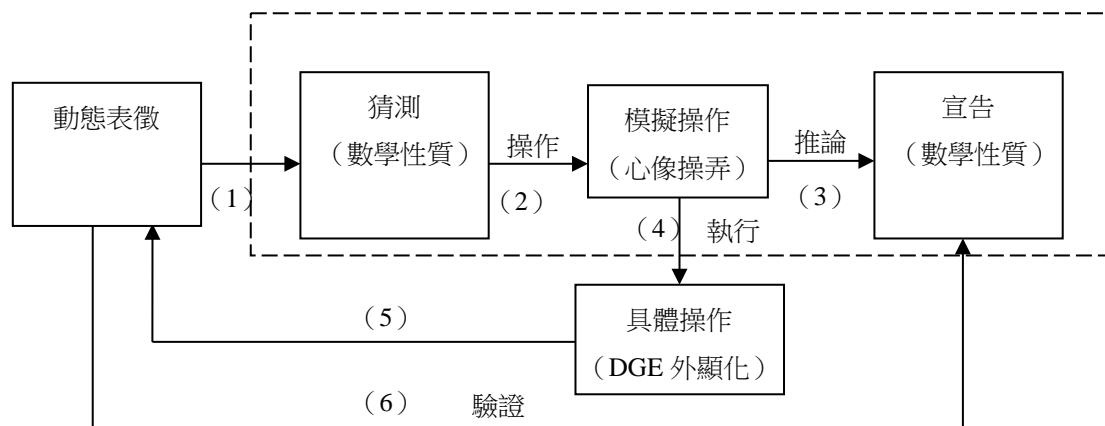 動態表徵
猜測
（數學性質）
操作
模擬操作
（心像操弄）
推論
宣告
（數學性質）
（1）
（2）
（3）
（4）
執行
（5）
具體操作
（DGE 外顯化）
（6）
驗證